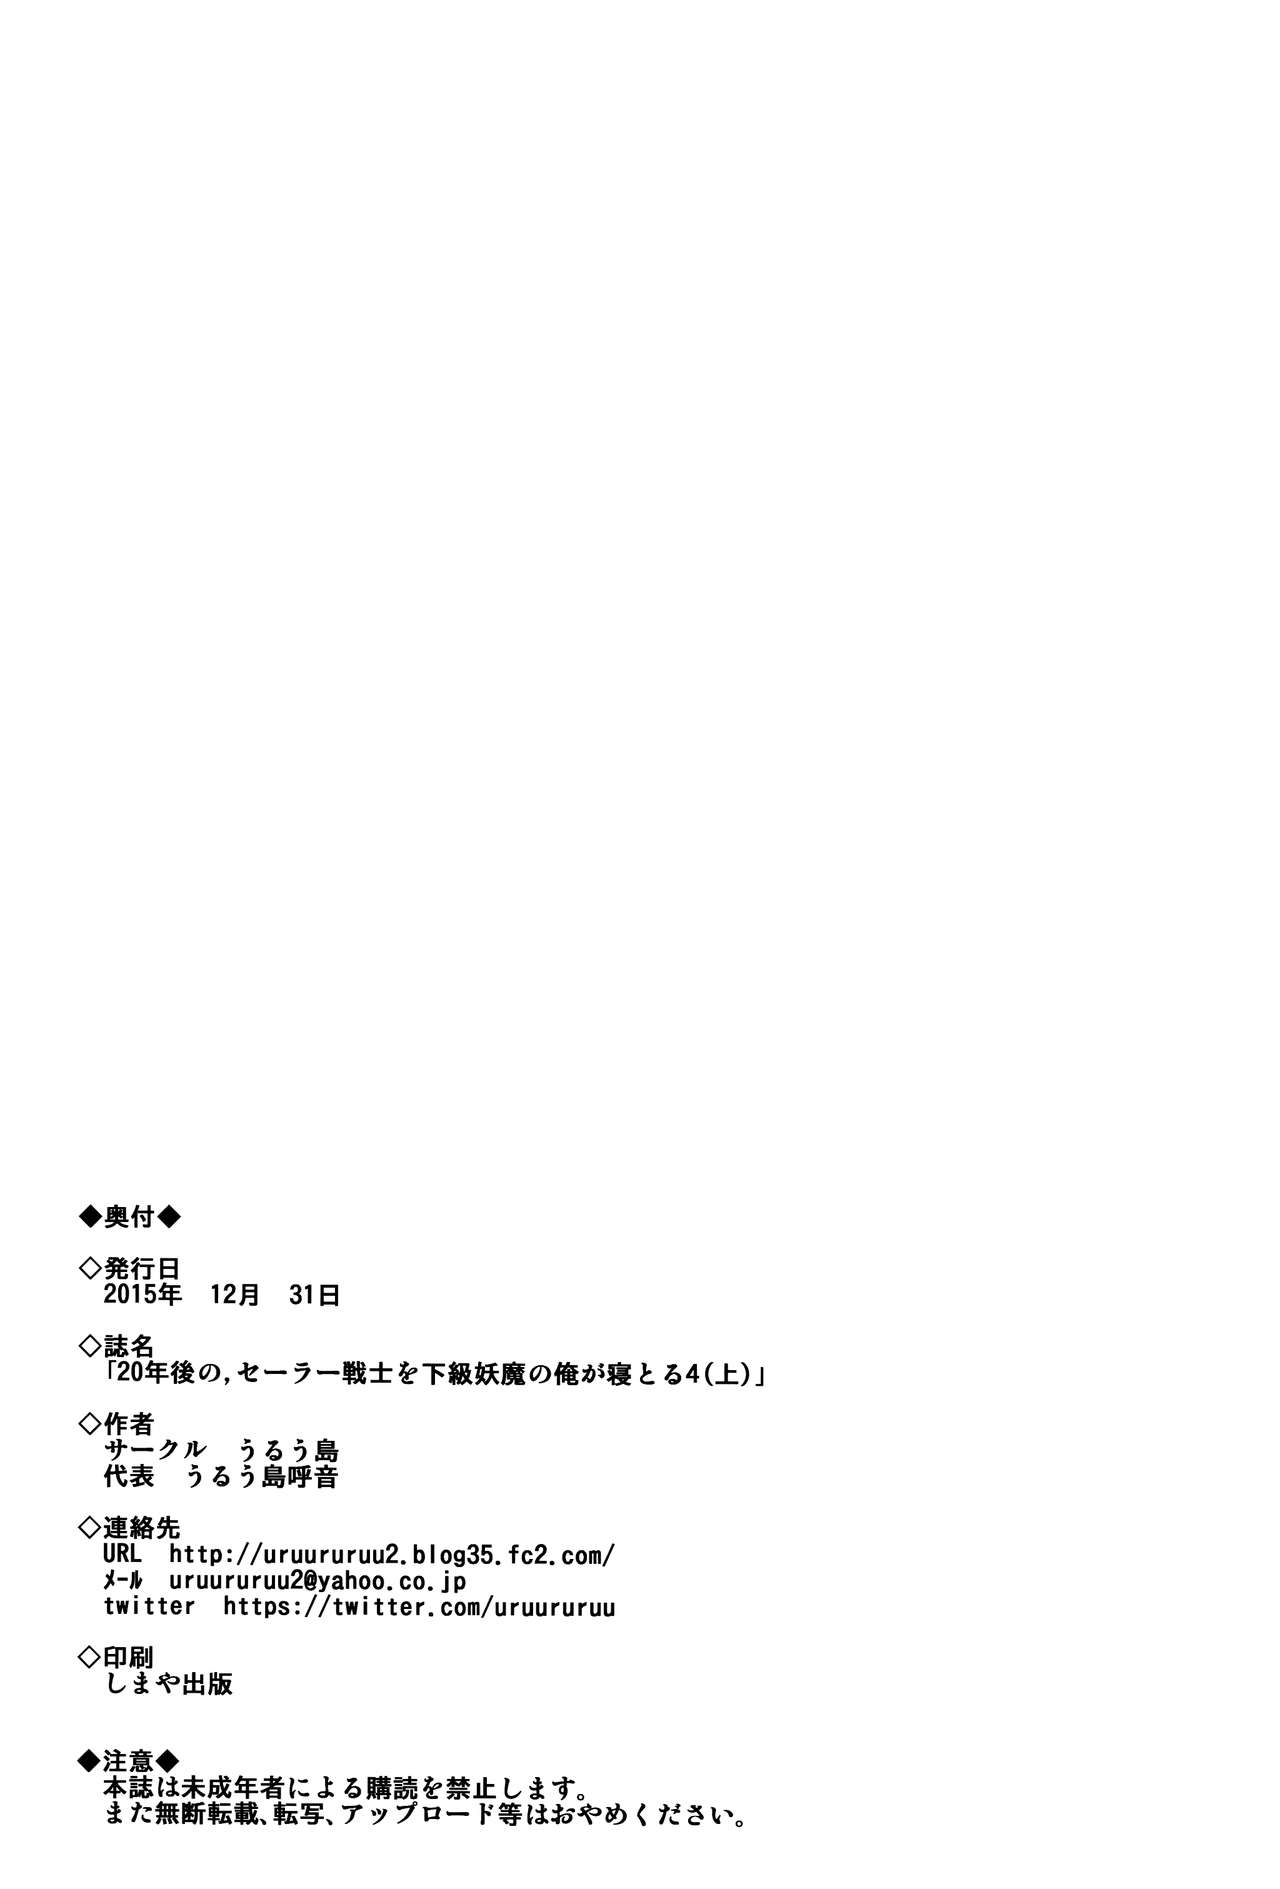 ◆奥付◆
◇発行日
2015年　12月　31日
◇誌名
「20年後の,セーラー戦士を下級妖魔の俺が寝とる4(上)」
◇作者
サークル　うるう島
代表　うるう島呼音
◇連絡先
URL　http://uruururuu2.blog35.fc2.com/
ﾒｰﾙ　uruururuu2@yahoo.co.jp
twitter　https://twitter.com/uruururuu
◇印刷
しまや出版
◆注意◆
本誌は未成年者による購読を禁止します。
また無断転載、転写、アップロード等はおやめください。